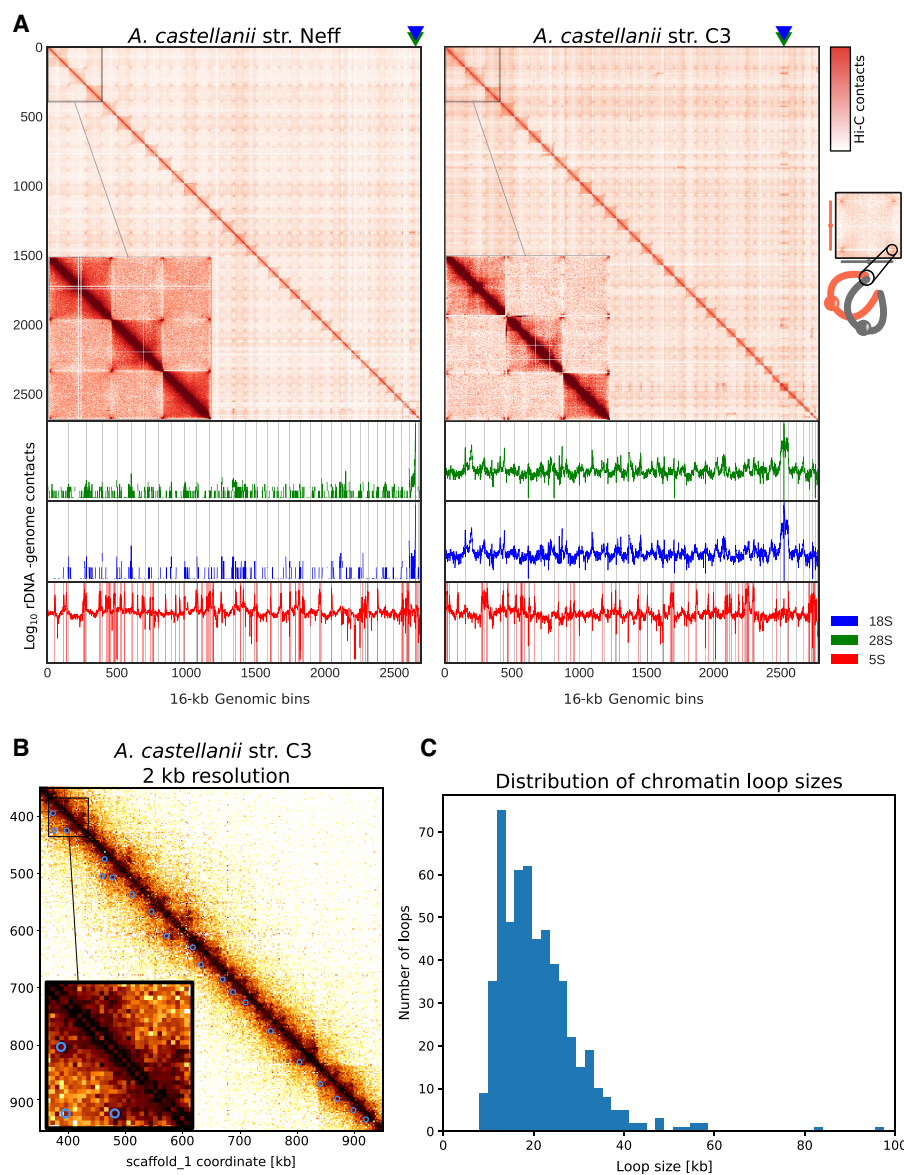 A
A. castellanii str. Neff
A. castellanii str. C3
0
500
1000
1500
2000
2500
Hi-C contacts
Log10 rDNA -genome contacts
0 500 1000 1500 2000 2500
0 500 1000 1500 2000 2500
16-kb Genomic bins
16-kb Genomic bins
18S
28S
5S
B
A. castellanii str. C3
2 kb resolution
400
500
600
700
800
900
400 500 600 700 800 900
scaffold_1 coordinate [kb]
C
Distribution of chromatin loop sizes
Number of loops
70
60
50
40
30
20
10
0
0 20 40 60 80 100
Loop size [kb]